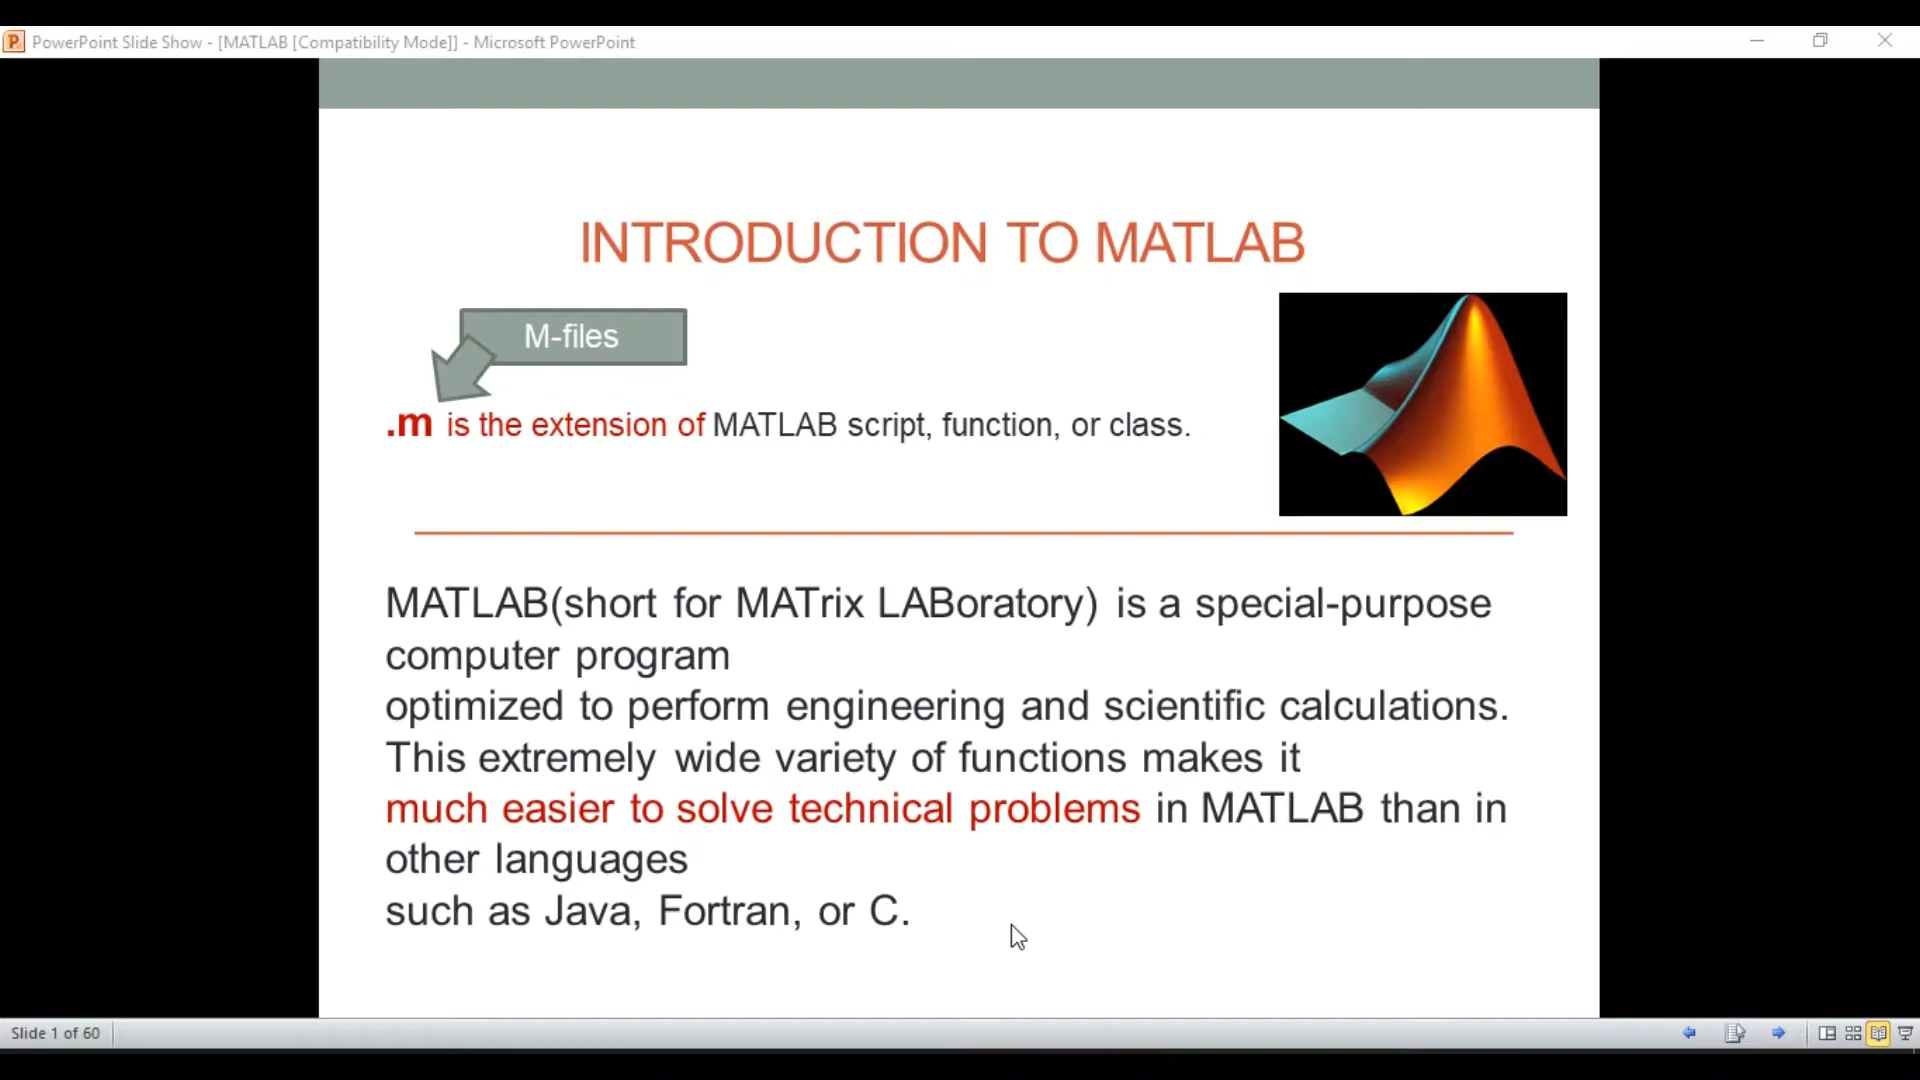 PowerPoint Slide Show - [MATLAB [Compatibility Mode]] - Microsoft PowerPoint
INTRODUCTION TO MATLAB
M-files
.m is the extension of MATLAB script, function, or class.
MATLAB(short for MATrix LABoratory) is a special-purpose
computer program
optimized to perform engineering and scientific calculations.
This extremely wide variety of functions makes it
much easier to solve technical problems in MATLAB than in
other languages
such as Java, Fortran, or C.
Slide 1 of 60